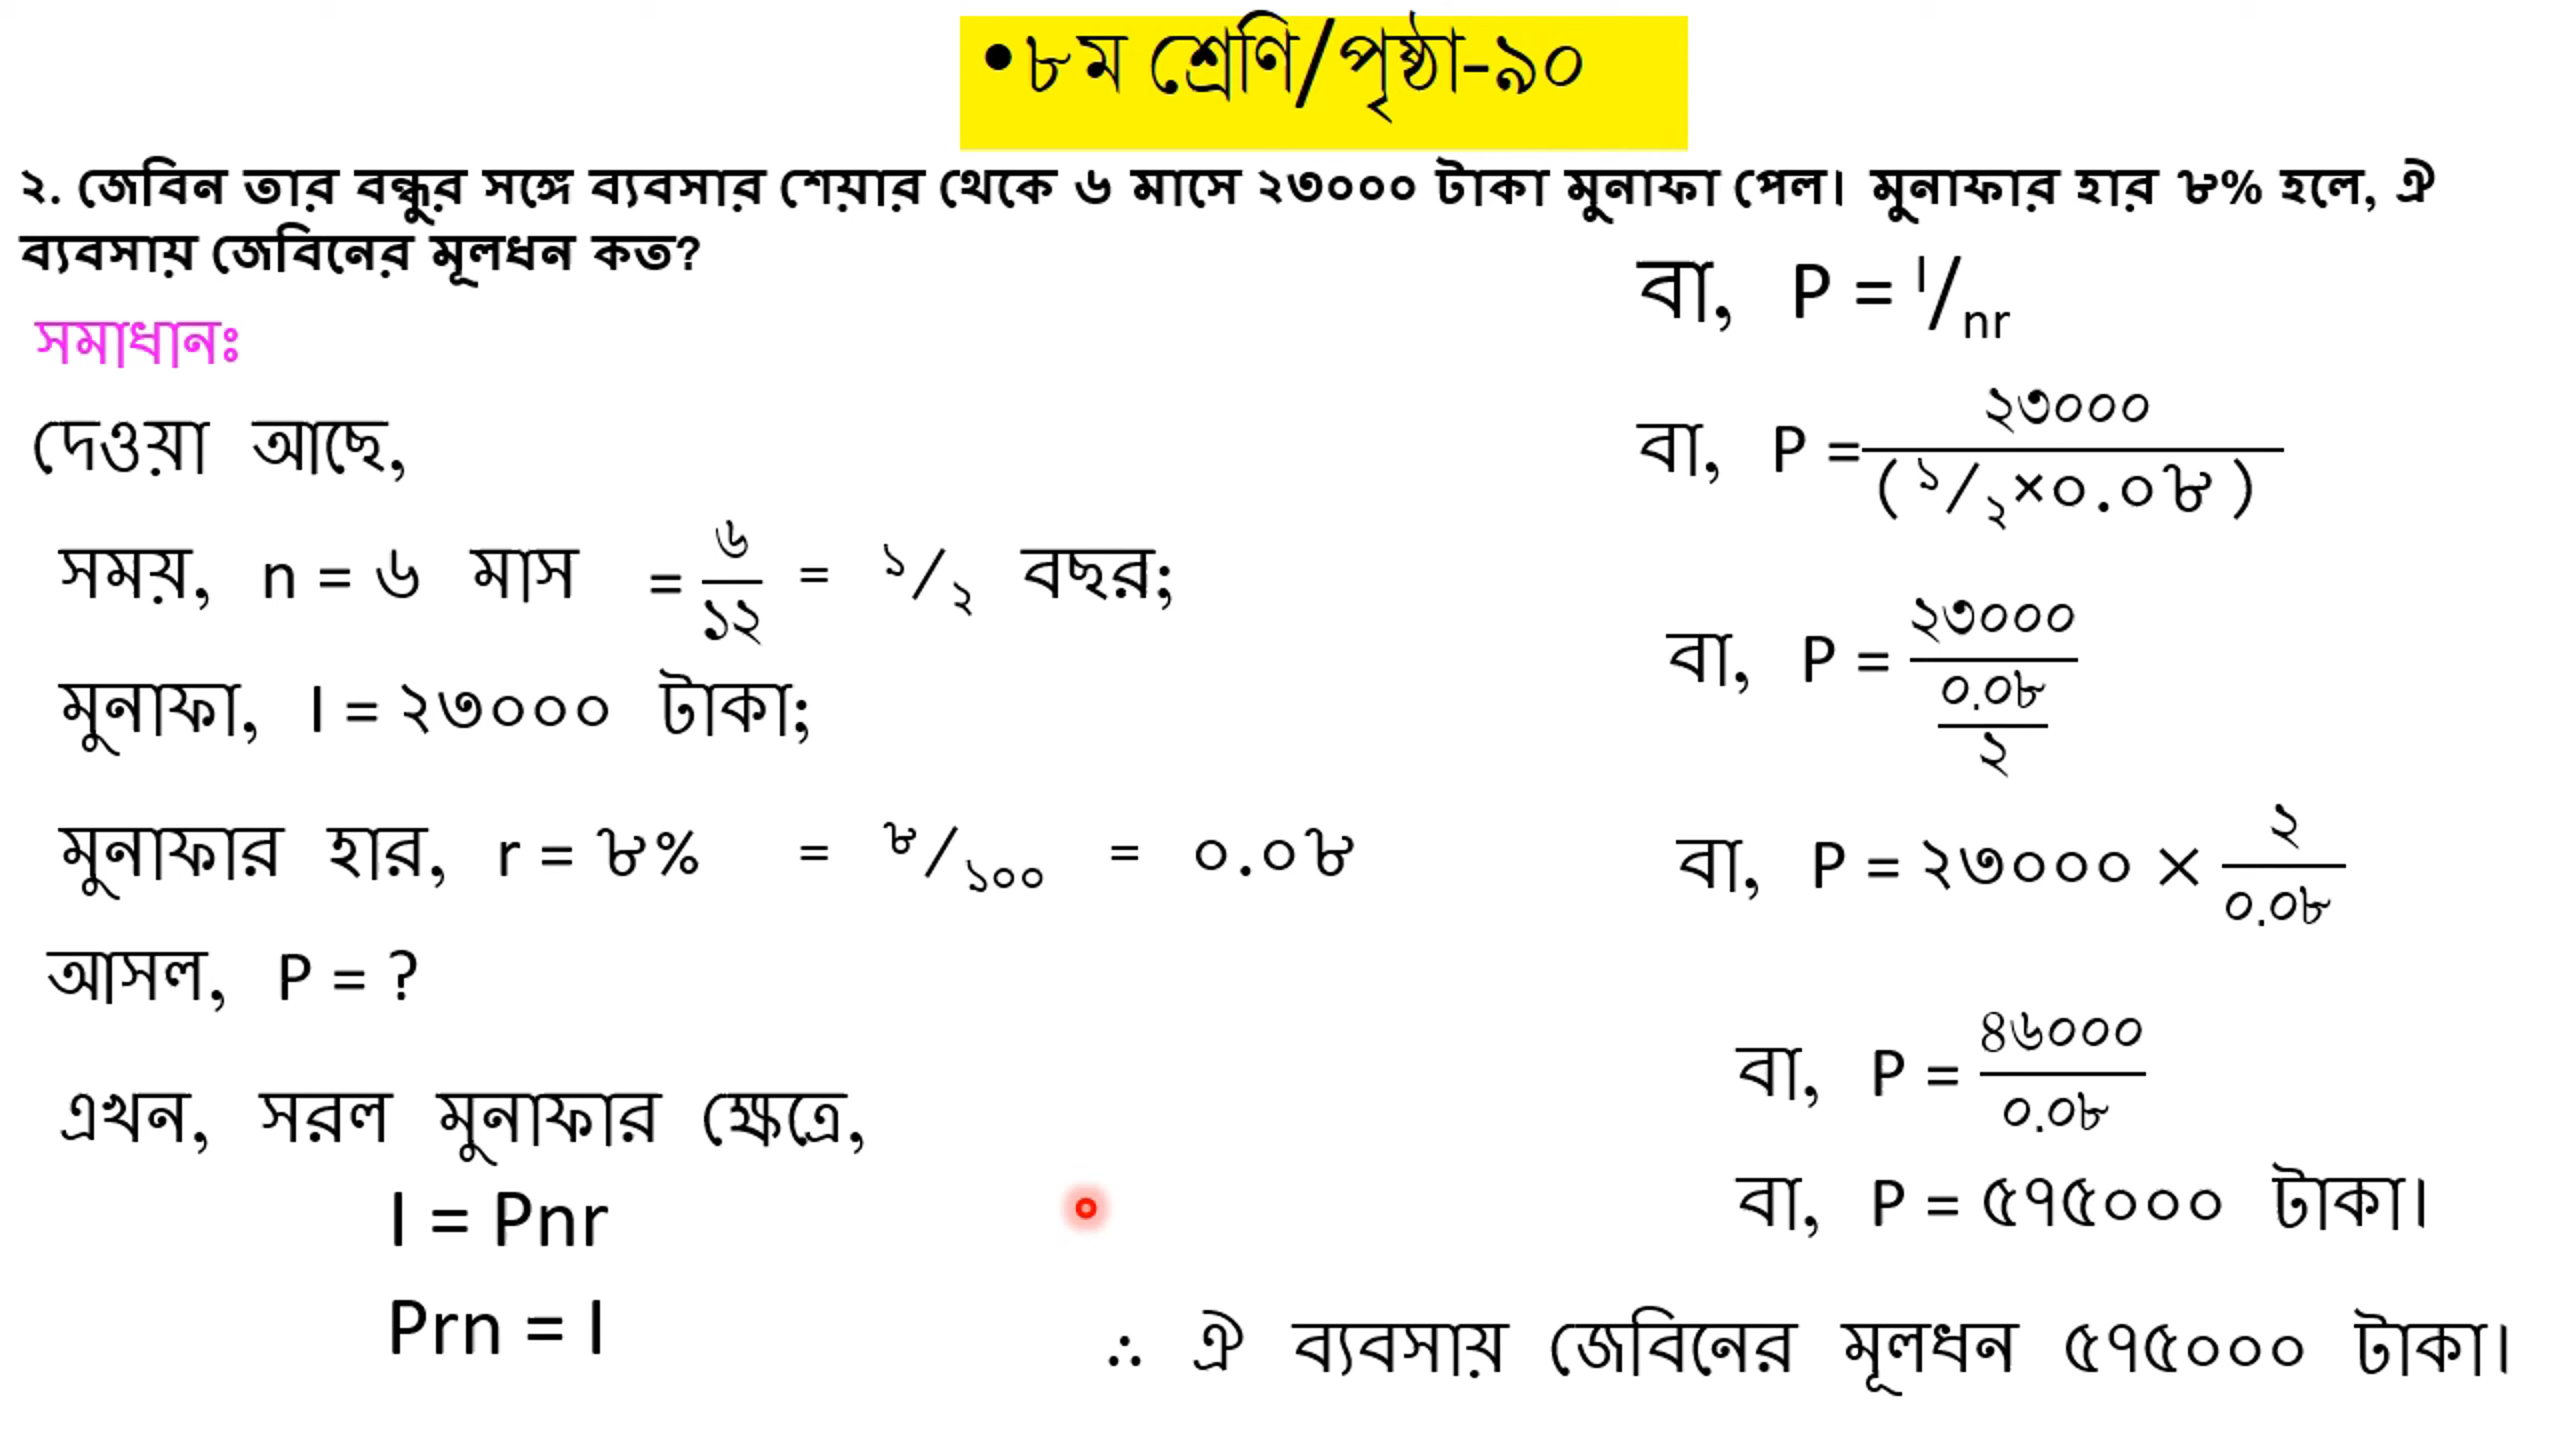 •৮ম শ্রেণি/পৃষ্ঠা-৯০
২. জেবিন তার বন্ধুর সঙ্গে ব্যবসার শেয়ার থেকে ৬ মাসে ২৩০০০ টাকা মুনাফা পেল। মুনাফার হার ৮% হলে, ঐ
ব্যবসায় জেবিনের মূলধন কত?
সমাধানঃ
দেওয়া আছে,
সময়, n = ৬ মাস = ৬/১২ = ১/২ বছর;
মুনাফা, I = ২৩০০০ টাকা;
মুনাফার হার, r = ৮% = ৮/১০০ = ০.০৮
আসল, P = ?
এখন, সরল মুনাফার ক্ষেত্রে,
I = Pnr
Prn = I
বা, P = I/nr
বা, P = ২৩০০০/(১/২×০.০৮)
বা, P = ২৩০০০/(০.০৮/২)
বা, P = ২৩০০০ × ২/০.০৮
বা, P = ৪৬০০০/০.০৮
বা, P = ৫৭৫০০০ টাকা।
∴ ঐ ব্যবসায় জেবিনের মূলধন ৫৭৫০০০ টাকা।